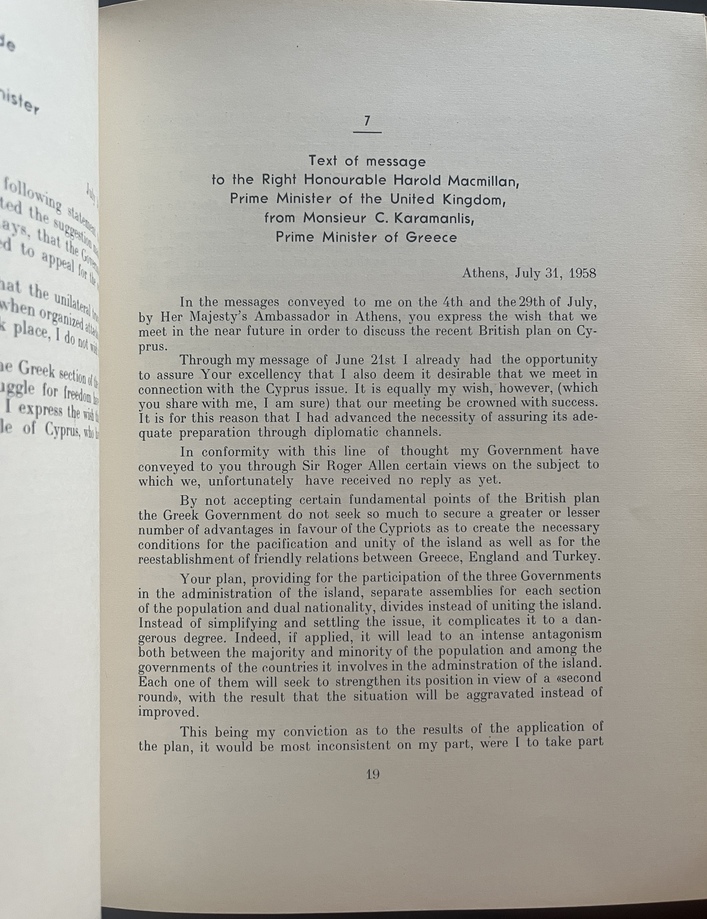 de
nister
following statement
ted the suggestion
ays, that the
ed to appeal for the
hat the unilateral
when organized
k place, I do not
he Greek section of the
uggle for freedom
I express the wish
le of Cyprus, who
7
Text of message
to the Right Honourable Harold Macmillan,
Prime Minister of the United Kingdom,
from Monsieur C. Karamanlis,
Prime Minister of Greece
Athens, July 31, 1958
In the messages conveyed to me on the 4th and the 29th of July,
by Her Majesty's Ambassador in Athens, you express the wish that we
meet in the near future in order to discuss the recent British plan on Cy-
prus.
Through my message of June 21st I already had the opportunity
to assure Your excellency that I also deem it desirable that we meet in
connection with the Cyprus issue. It is equally my wish, however, (which
you share with me, I am sure) that our meeting be crowned with success.
It is for this reason that I had advanced the necessity of assuring its ade-
quate preparation through diplomatic channels.
In conformity with this line of thought my Government have
conveyed to you through Sir Roger Allen certain views on the subject to
which we, unfortunately have received no reply as yet.
By not accepting certain fundamental points of the British plan
the Greek Government do not seek so much to secure a greater or lesser
number of advantages in favour of the Cypriots as to create the necessary
conditions for the pacification and unity of the island as well as for the
reestablishment of friendly relations between Greece, England and Turkey.
Your plan, providing for the participation of the three Governments
in the administration of the island, separate assemblies for each section
of the population and dual nationality, divides instead of uniting the island.
Instead of simplifying and settling the issue, it complicates it to a dan-
gerous degree. Indeed, if applied, it will lead to an intense antagonism
both between the majority and minority of the population and among the
governments of the countries it involves in the adminstration of the island.
Each one of them will seek to strengthen its position in view of a «second
round», with the result that the situation will be aggravated instead of
improved.
This being my conviction as to the results of the application of
the plan, it would be most inconsistent on my part, were I to take part
19